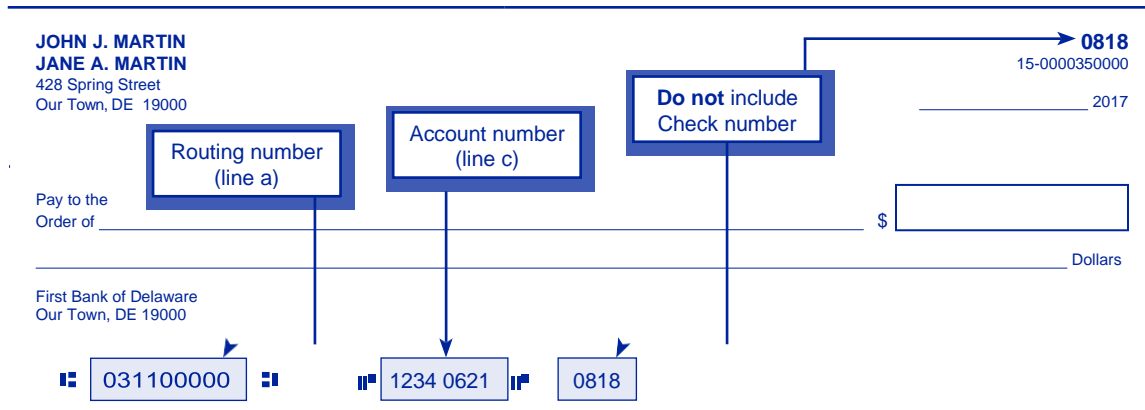 JOHN J. MARTIN
JANE A. MARTIN
428 Spring Street
Our Town, DE 19000
0818
15-0000350000
2017
Do not include
Check number
Account number
(line c)
Routing number
(line a)
Pay to the
Order of
$
Dollars
First Bank of Delaware
Our Town, DE 19000
031100000
1234 0621
0818